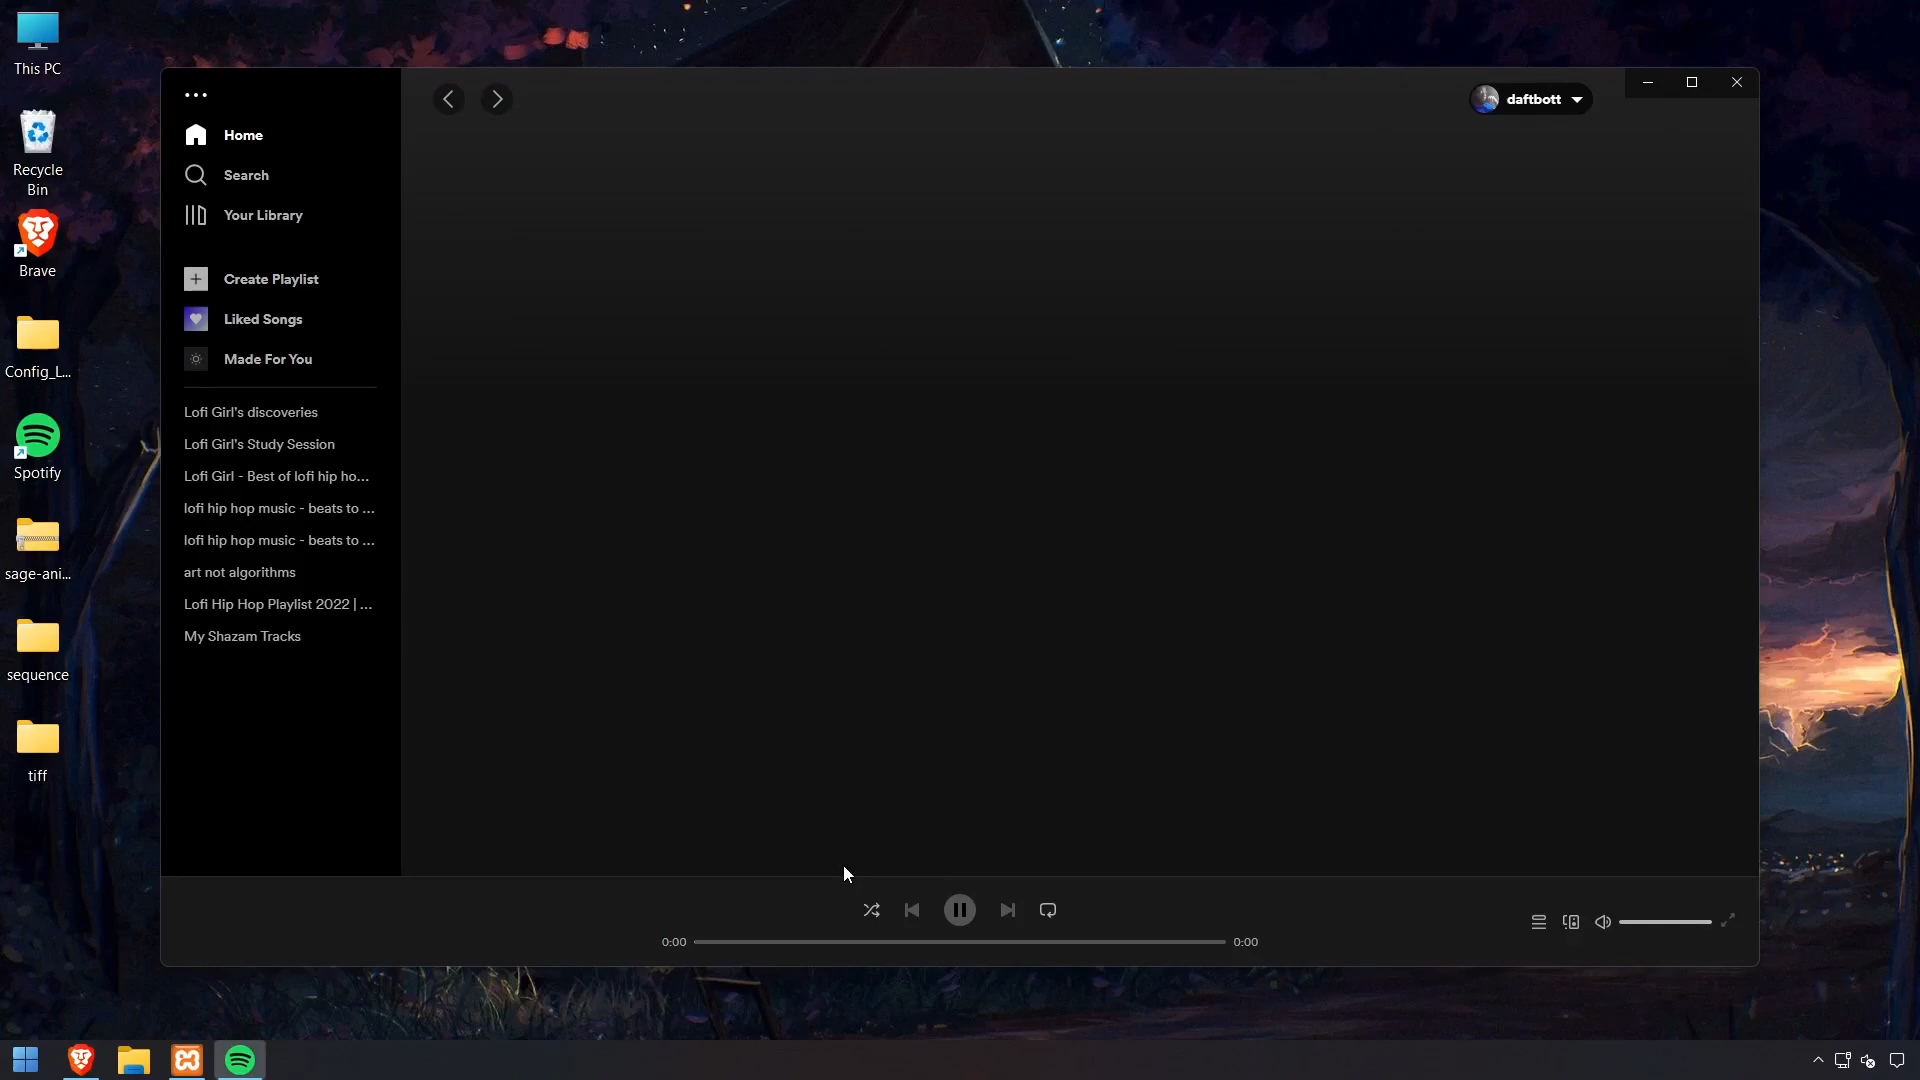 This PC
Recycle
Bin
Brave
Config_L...
Spotify
sage-ani...
sequence
tiff
Home
Search
Your Library
Create Playlist
Liked Songs
Made For You
Lofi Girl's discoveries
Lofi Girl's Study Session
Lofi Girl - Best of lofi hip ho...
lofi hip hop music - beats to ...
lofi hip hop music - beats to ...
art not algorithms
Lofi Hip Hop Playlist 2022 | ...
My Shazam Tracks
daftbott
0:00
0:00